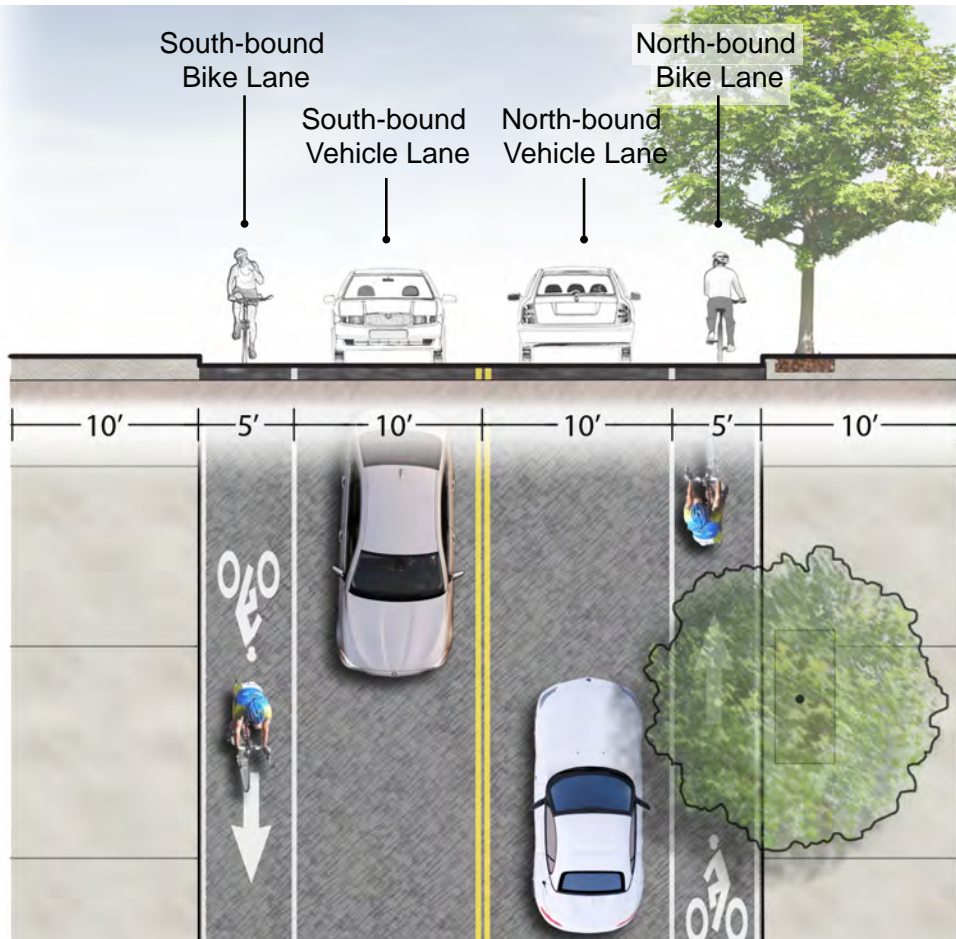 South-bound
Bike Lane
North-bound
Bike Lane
South-bound
Vehicle Lane
North-bound
Vehicle Lane
10’
5’
10’
10’
5’
10’